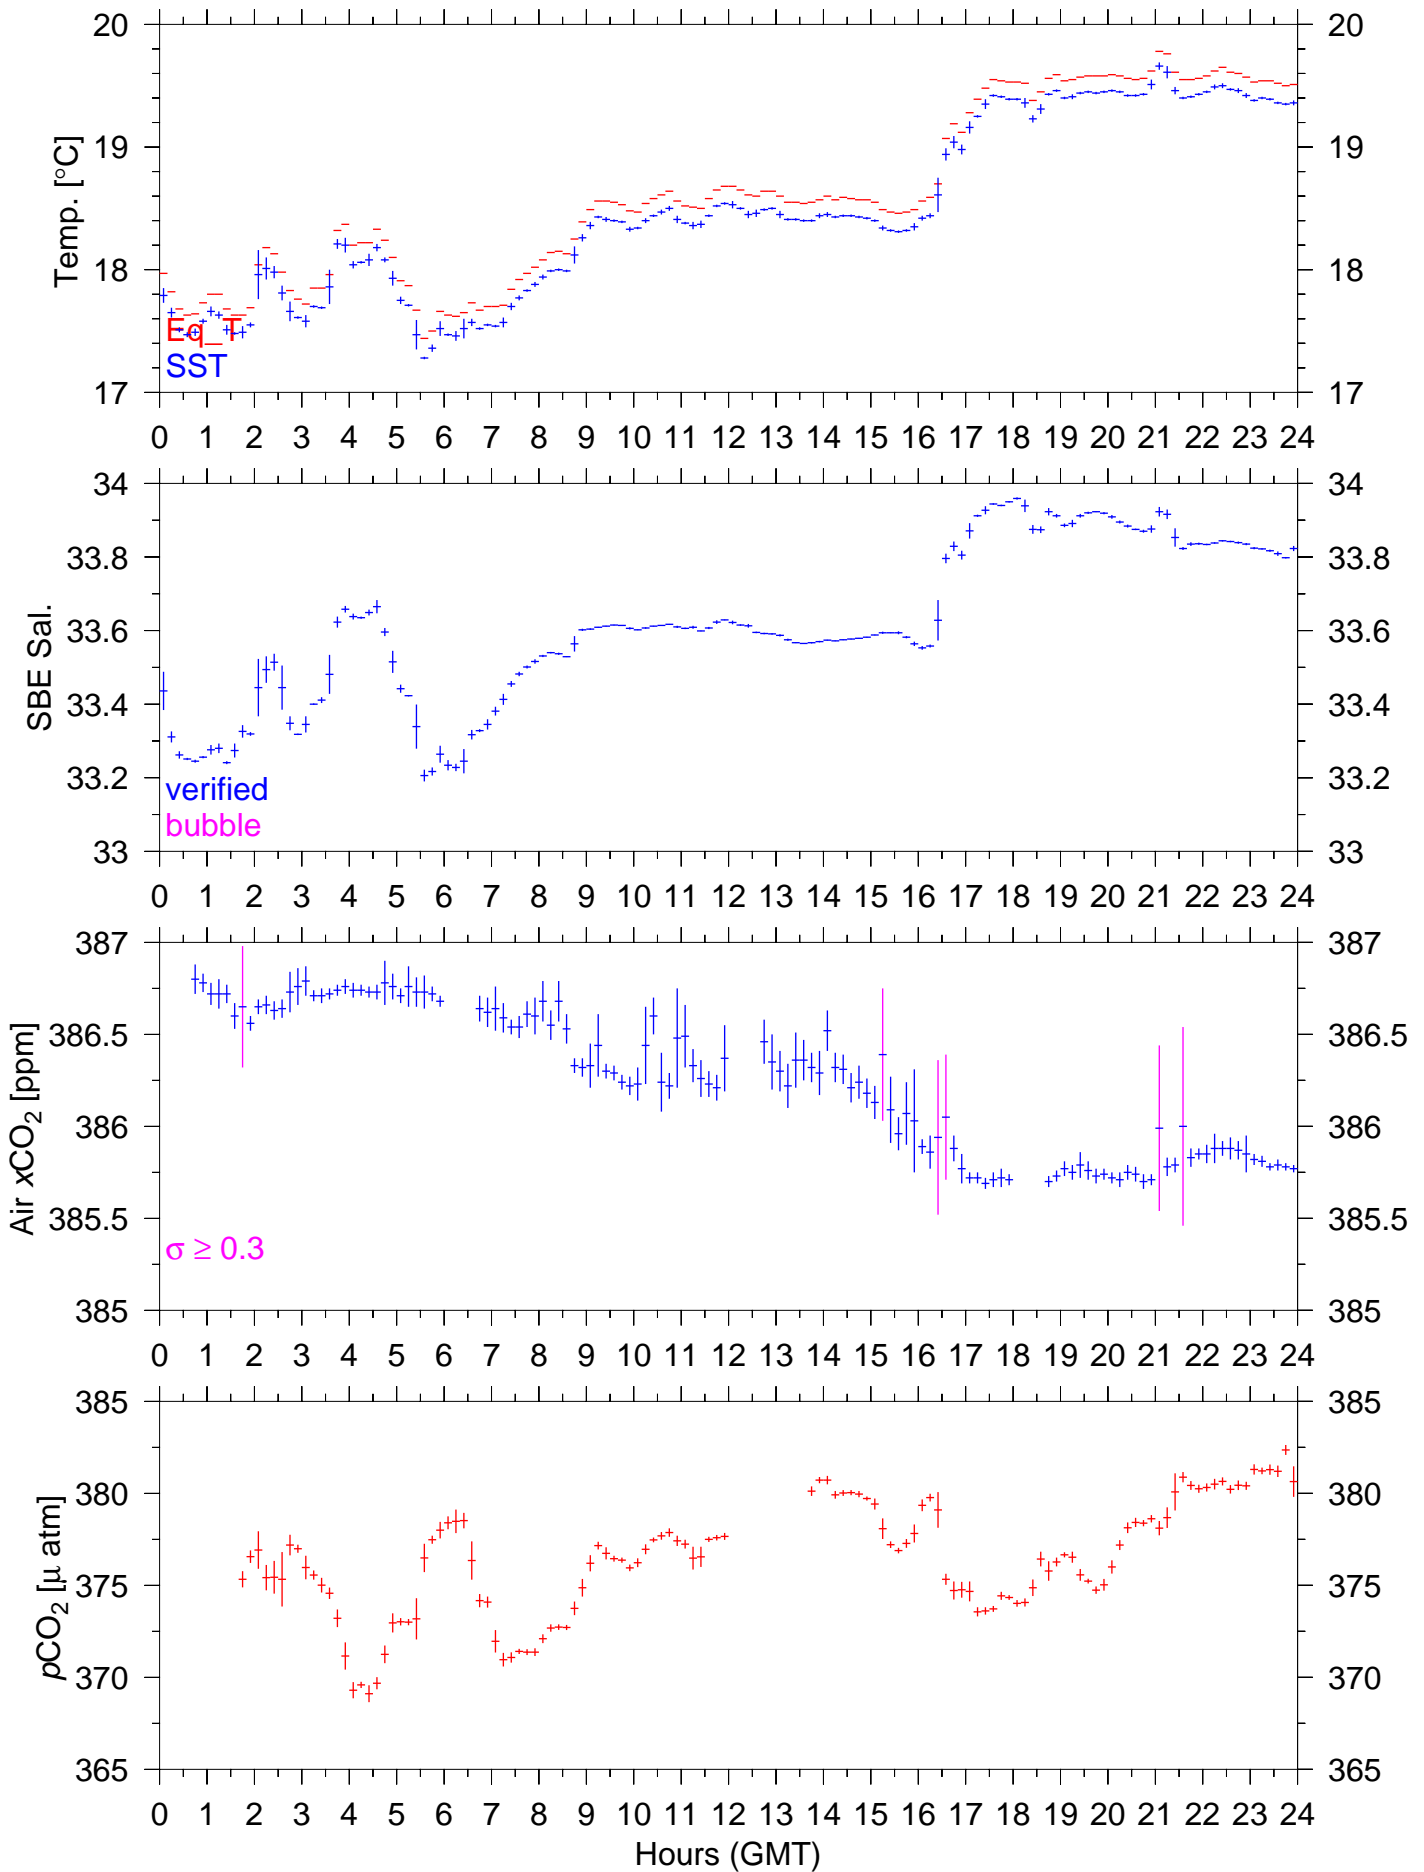 20 20
19 19
18 18
17 17
Temp. [°C]
Eq_T
SST
0 1 2 3 4 5 6 7 8 9 10 11 12 13 14 15 16 17 18 19 20 21 22 23 24
34 34
33.8 33.8
33.6 33.6
33.4 33.4
33.2 33.2
33 33
SBE Sal.
verified
bubble
0 1 2 3 4 5 6 7 8 9 10 11 12 13 14 15 16 17 18 19 20 21 22 23 24
387 387
386.5 386.5
386 386
385.5 385.5
385 385
Air xCO₂ [ppm]
σ ≥ 0.3
0 1 2 3 4 5 6 7 8 9 10 11 12 13 14 15 16 17 18 19 20 21 22 23 24
385 385
380 380
375 375
370 370
365 365
pCO₂ [μ atm]
0 1 2 3 4 5 6 7 8 9 10 11 12 13 14 15 16 17 18 19 20 21 22 23 24
Hours (GMT)